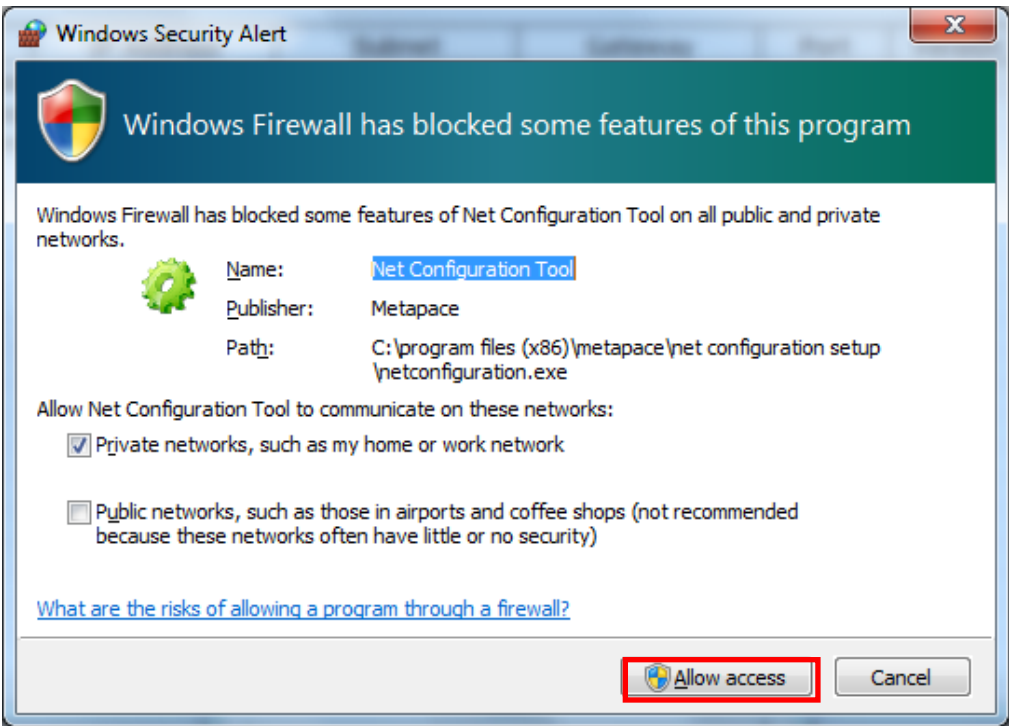 Windows Security Alert
Subnet Gateway Port
Windows Firewall has blocked some features of this program
Windows Firewall has blocked some features of Net Configuration Tool on all public and private
networks.
Name: Net Configuration Tool
Publisher: Metapace
Path: C:\program files (x86)\metapace\net configuration setup
\netconfiguration.exe
Allow Net Configuration Tool to communicate on these networks:
Private networks, such as my home or work network
Public networks, such as those in airports and coffee shops (not recommended
because these networks often have little or no security)
What are the risks of allowing a program through a firewall?
Allow access Cancel